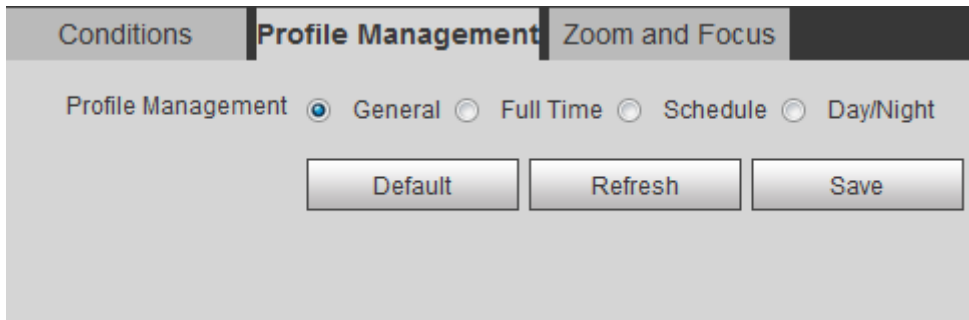 Conditions Profile Management Zoom and Focus
Profile Management General Full Time Schedule Day/Night
Default Refresh Save